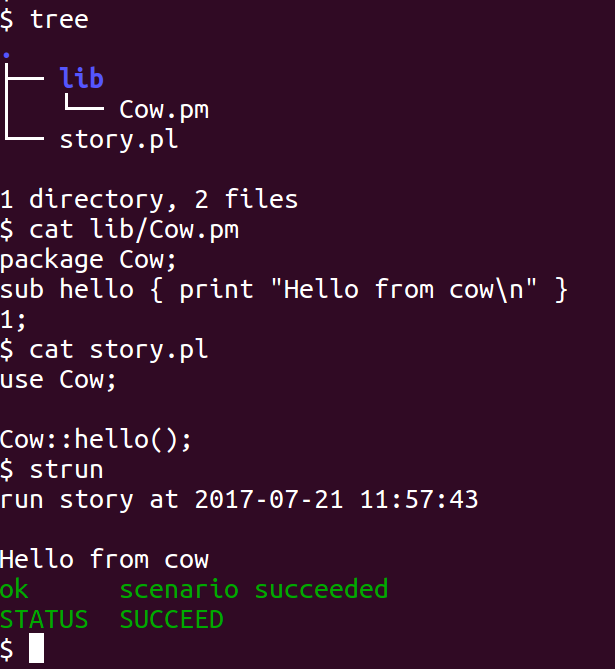 $ tree
.
├── lib
│   └── Cow.pm
└── story.pl
1 directory, 2 files
$ cat lib/Cow.pm
package Cow;
sub hello { print "Hello from cow\n" }
1;
$ cat story.pl
use Cow;
Cow::hello();
$ strun
run story at 2017-07-21 11:57:43
Hello from cow
ok      scenario succeeded
STATUS  SUCCEED
$